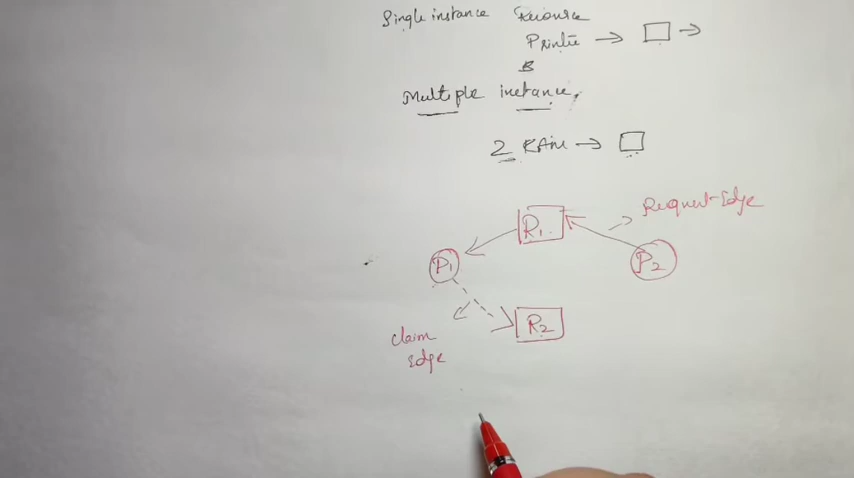 Single instance Resource
Printer → □ →
Multiple instance,
2 RAM → □
Request Edge
R1
P1
P2
R2
claim
Edge